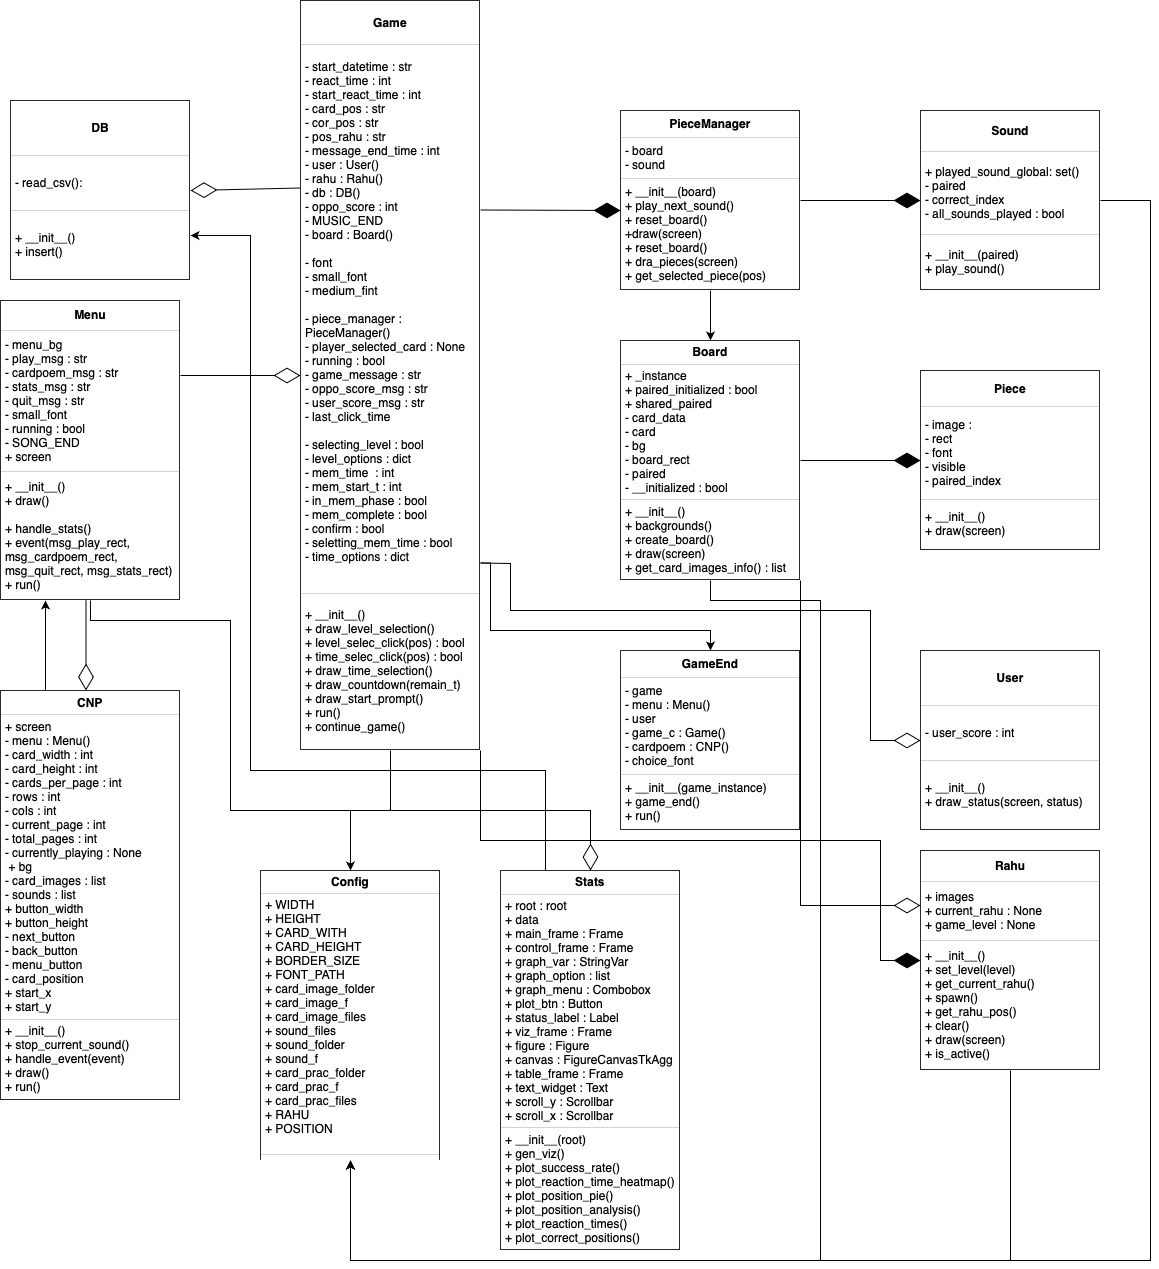 Game
- start_datetime : str
- react_time : int
- start_react_time : int
- card_pos : str
- cor_pos : str
- pos_rahu : str
- message_end_time : int
- user : User()
- rahu : Rahu()
- db : DB()
- oppo_score : int
- MUSIC_END
- board : Board()
- font
- small_font
- medium_fint
- piece_manager :
PieceManager()
- player_selected_card : None
- running : bool
- game_message : str
- oppo_score_msg : str
- user_score_msg : str
- last_click_time
- selecting_level : bool
- level_options : dict
- mem_time  : int
- mem_start_t : int
- in_mem_phase : bool
- mem_complete : bool
- confirm : bool
- seletting_mem_time : bool
- time_options : dict
+ __init__()
+ draw_level_selection()
+ level_selec_click(pos) : bool
+ time_selec_click(pos) : bool
+ draw_time_selection()
+ draw_countdown(remain_t)
+ draw_start_prompt()
+ run()
+ continue_game()
DB
- read_csv():
+ __init__()
+ insert()
PieceManager
- board
- sound
+ __init__(board)
+ play_next_sound()
+ reset_board()
+draw(screen)
+ reset_board()
+ dra_pieces(screen)
+ get_selected_piece(pos)
Sound
+ played_sound_global: set()
- paired
- correct_index
- all_sounds_played : bool
+ __init__(paired)
+ play_sound()
Menu
- menu_bg
- play_msg : str
- cardpoem_msg : str
- stats_msg : str
- quit_msg : str
- small_font
- running : bool
- SONG_END
+ screen
+ __init__()
+ draw()
+ handle_stats()
+ event(msg_play_rect,
msg_cardpoem_rect,
msg_quit_rect, msg_stats_rect)
+ run()
Board
+ _instance
+ paired_initialized : bool
+ shared_paired
- card_data
- card
- bg
- board_rect
- paired
- __initialized : bool
+ __init__()
+ backgrounds()
+ create_board()
+ draw(screen)
+ get_card_images_info() : list
Piece
- image :
- rect
- font
- visible
- paired_index
+ __init__()
+ draw(screen)
GameEnd
- game
- menu : Menu()
- user
- game_c : Game()
- cardpoem : CNP()
- choice_font
+ __init__(game_instance)
+ game_end()
+ run()
User
- user_score : int
+ __init__()
+ draw_status(screen, status)
CNP
+ screen
- menu : Menu()
- card_width : int
- card_height : int
- cards_per_page : int
- rows : int
- cols : int
- current_page : int
- total_pages : int
- currently_playing : None
+ bg
- card_images : list
- sounds : list
+ button_width
+ button_height
- next_button
- back_button
- menu_button
- card_position
+ start_x
+ start_y
+ __init__()
+ stop_current_sound()
+ handle_event(event)
+ draw()
+ run()
Config
+ WIDTH
+ HEIGHT
+ CARD_WITH
+ CARD_HEIGHT
+ BORDER_SIZE
+ FONT_PATH
+ card_image_folder
+ card_image_f
+ card_image_files
+ sound_files
+ sound_folder
+ sound_f
+ card_prac_folder
+ card_prac_f
+ card_prac_files
+ RAHU
+ POSITION
Stats
+ root : root
+ data
+ main_frame : Frame
+ control_frame : Frame
+ graph_var : StringVar
+ graph_option : list
+ graph_menu : Combobox
+ plot_btn : Button
+ status_label : Label
+ viz_frame : Frame
+ figure : Figure
+ canvas : FigureCanvasTkAgg
+ table_frame : Frame
+ text_widget : Text
+ scroll_y : Scrollbar
+ scroll_x : Scrollbar
+ __init__(root)
+ gen_viz()
+ plot_success_rate()
+ plot_reaction_time_heatmap()
+ plot_position_pie()
+ plot_position_analysis()
+ plot_reaction_times()
+ plot_correct_positions()
Rahu
+ images
+ current_rahu : None
+ game_level : None
+ __init__()
+ set_level(level)
+ get_current_rahu()
+ spawn()
+ get_rahu_pos()
+ clear()
+ draw(screen)
+ is_active()